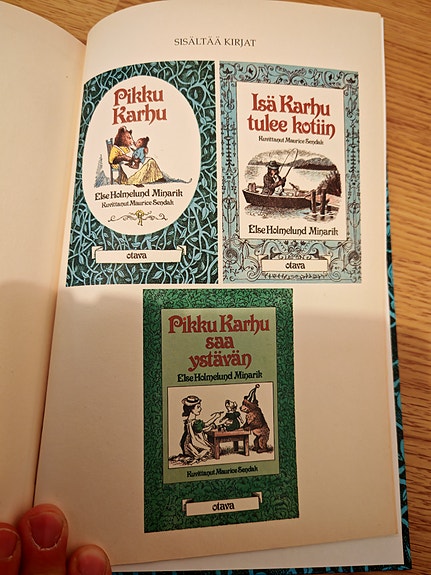 SISÄLTÄÄ KIRJAT
Pikku
Karhu
Else Holmelund Minarik
Kuvittanut Maurice Sendak
otava
Isä Karhu
tulee kotiin
Kuvittanut Maurice Sendak
Else Holmelund Minarik
otava
Pikku Karhu
saa
ystävän
Else Holmelund Minarik
Kuvittanut Maurice Sendak
otava